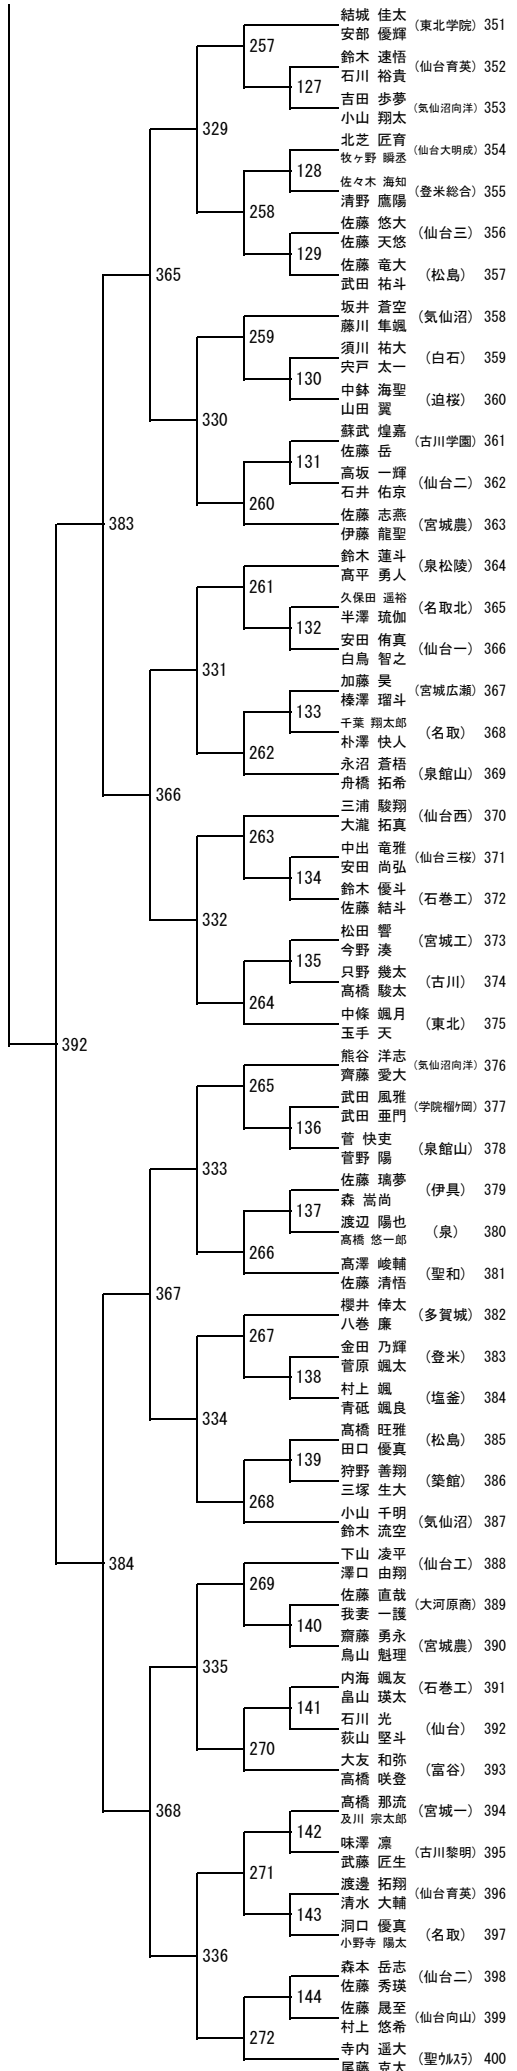 結城 佳太
安部 優輝
(東北学院) 351
257
鈴木 速悟
石川 裕貴
(仙台育英) 352
127
吉田 歩夢
小山 翔太
(気仙沼向洋) 353
329
北芝 匠育
牧ヶ野 瞬丞
(仙台大明成) 354
128
佐々木 海知
清野 鷹陽
(登米総合) 355
258
佐藤 悠大
佐藤 天悠
(仙台三) 356
129
佐藤 竜大
武田 祐斗
(松島) 357
365
坂井 蒼空
藤川 隼颯
(気仙沼) 358
259
須川 祐大
宍戸 太一
(白石) 359
130
中鉢 海聖
山田 翼
(迫桜) 360
330
蘇武 煌嘉
佐藤 岳
(古川学園) 361
131
高坂 一輝
石井 佑京
(仙台二) 362
260
佐藤 志燕
伊藤 龍聖
(宮城農) 363
383
鈴木 蓮斗
髙平 勇人
(泉松陵) 364
261
久保田 遥裕
半澤 琉伽
(名取北) 365
132
安田 侑真
白鳥 智之
(仙台一) 366
331
加藤 昊
榛澤 瑠斗
(宮城広瀬) 367
133
千葉 翔太郎
朴澤 快人
(名取) 368
262
永沼 蒼梧
舟橋 拓希
(泉館山) 369
366
三浦 駿翔
大瀧 拓真
(仙台西) 370
263
中出 竜雅
安田 尚弘
(仙台三桜) 371
134
鈴木 優斗
佐藤 結斗
(石巻工) 372
332
松田 響
今野 湊
(宮城工) 373
135
只野 幾太
髙橋 駿太
(古川) 374
264
中條 颯月
玉手 天
(東北) 375
392
熊谷 洋志
齊藤 愛大
(気仙沼向洋) 376
265
武田 風雅
武田 亜門
(学院榴ケ岡) 377
136
菅 快吏
菅野 陽
(泉館山) 378
333
佐藤 璃夢
森 嵩尚
(伊具) 379
137
渡辺 陽也
髙橋 悠一郎
(泉) 380
266
髙澤 峻輔
佐藤 清悟
(聖和) 381
367
櫻井 倖太
八巻 廉
(多賀城) 382
267
金田 乃輝
菅原 颯太
(登米) 383
138
村上 颯
青砥 颯良
(塩釜) 384
334
髙橋 旺雅
田口 優真
(松島) 385
139
狩野 善翔
三塚 生大
(築館) 386
268
小山 千明
鈴木 流空
(気仙沼) 387
384
下山 凌平
澤口 由翔
(仙台工) 388
269
佐藤 直哉
我妻 一護
(大河原商) 389
140
齋藤 勇永
鳥山 魁理
(宮城農) 390
335
内海 颯友
畠山 瑛太
(石巻工) 391
141
石川 光
荻山 堅斗
(仙台) 392
270
大友 和弥
高橋 咲登
(富谷) 393
368
髙橋 那流
及川 宗太郎
(宮城一) 394
142
味澤 凛
武藤 匠生
(古川黎明) 395
271
渡邊 拓翔
清水 大輔
(仙台育英) 396
143
洞口 優真
小野寺 陽太
(名取) 397
336
森本 岳志
佐藤 秀瑛
(仙台二) 398
144
佐藤 晟至
村上 悠希
(仙台向山) 399
272
寺内 遥大
尾藤 克大
(聖ウルスラ) 400